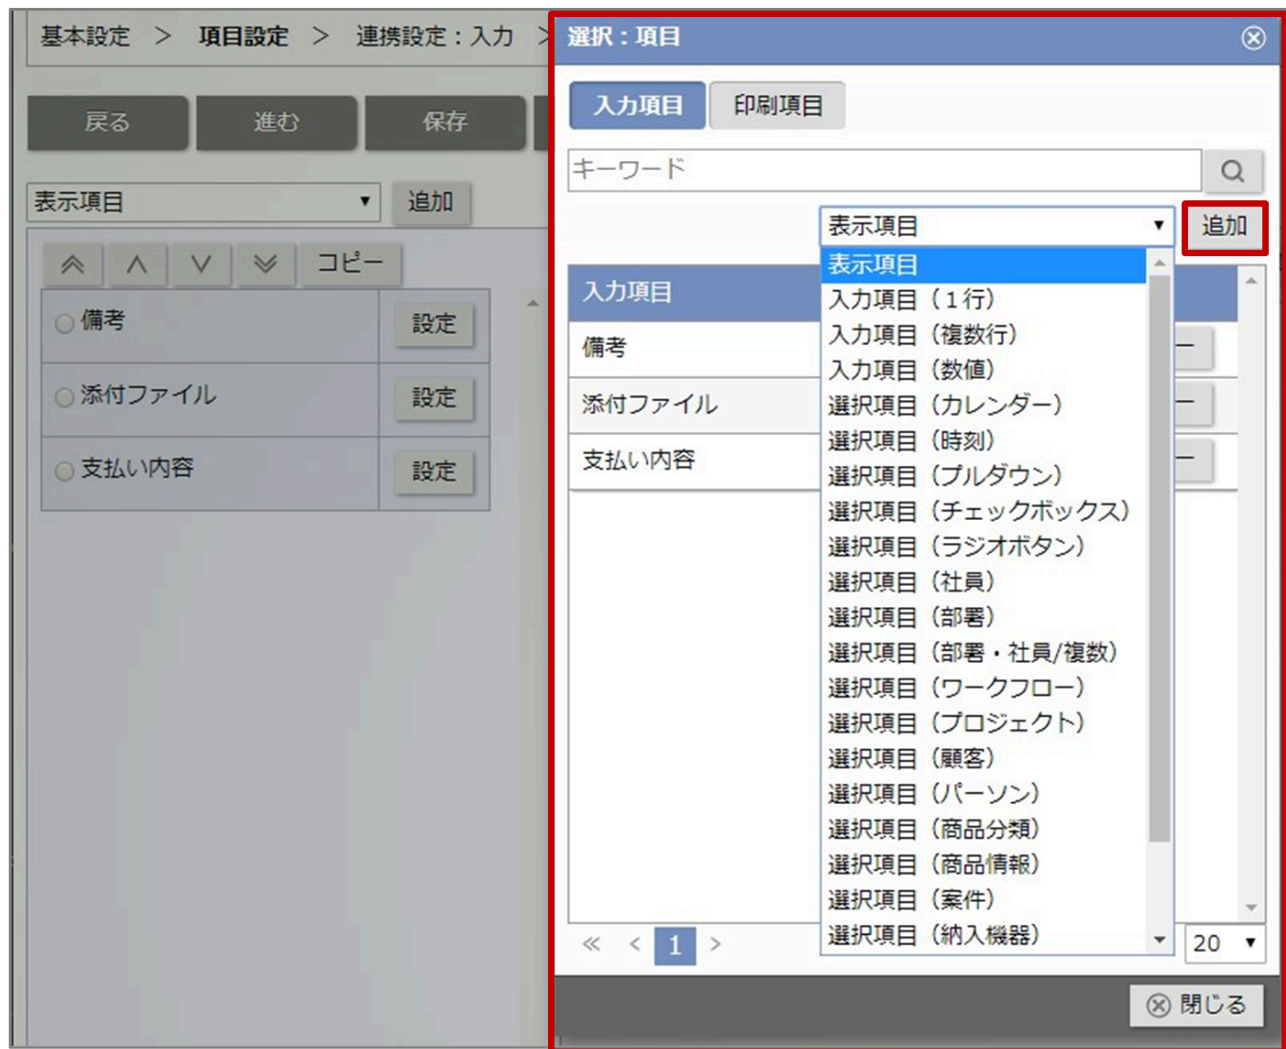 基本設定 ＞ 項目設定 ＞ 連携設定：入力 ＞
戻る 進む 保存
表示項目 ▼ 追加
コピー
備考 設定
添付ファイル 設定
支払い内容 設定
選択：項目
入力項目 印刷項目
キーワード
表示項目 ▼ 追加
入力項目
備考 ー
添付ファイル ー
支払い内容 ー
表示項目
入力項目（１行）
入力項目（複数行）
入力項目（数値）
選択項目（カレンダー）
選択項目（時刻）
選択項目（プルダウン）
選択項目（チェックボックス）
選択項目（ラジオボタン）
選択項目（社員）
選択項目（部署）
選択項目（部署・社員/複数）
選択項目（ワークフロー）
選択項目（プロジェクト）
選択項目（顧客）
選択項目（パーソン）
選択項目（商品分類）
選択項目（商品情報）
選択項目（案件）
選択項目（納入機器）
≪ ＜ 1 ＞ 20 ▼
閉じる